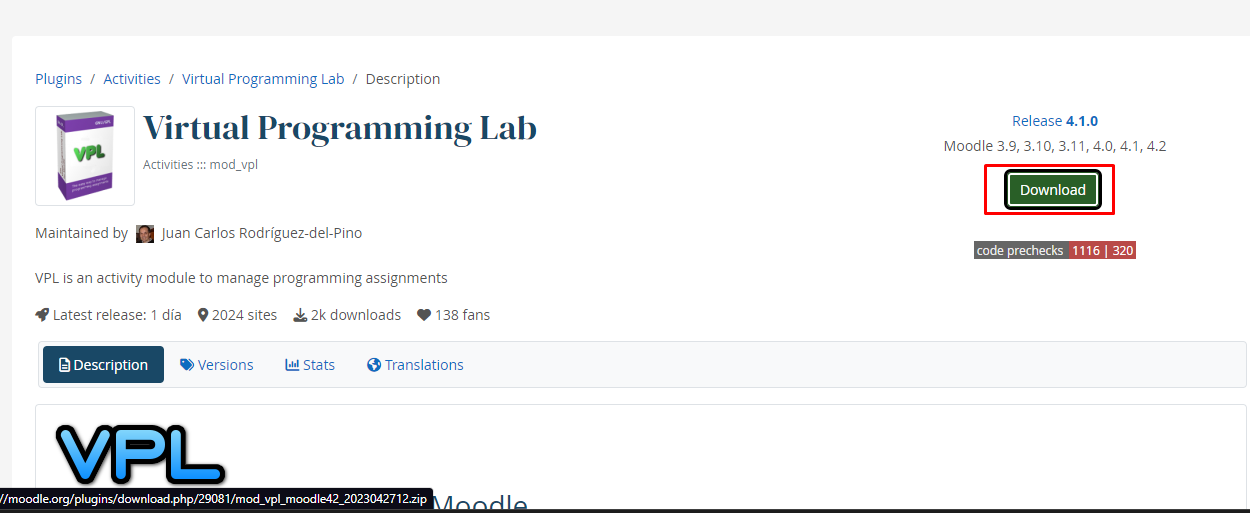 Plugins / Activities / Virtual Programming Lab / Description
VPL
Virtual Programming Lab
Activities ::: mod_vpl
Release 4.1.0
Moodle 3.9, 3.10, 3.11, 4.0, 4.1, 4.2
Download
code prechecks 1116 | 320
Maintained by Juan Carlos Rodríguez-del-Pino
VPL is an activity module to manage programming assignments
Latest release: 1 día 2024 sites 2k downloads 138 fans
Description Versions Stats Translations
VPL
//moodle.org/plugins/download.php/29081/mod_vpl_moodle42_2023042712.zip
Moodle